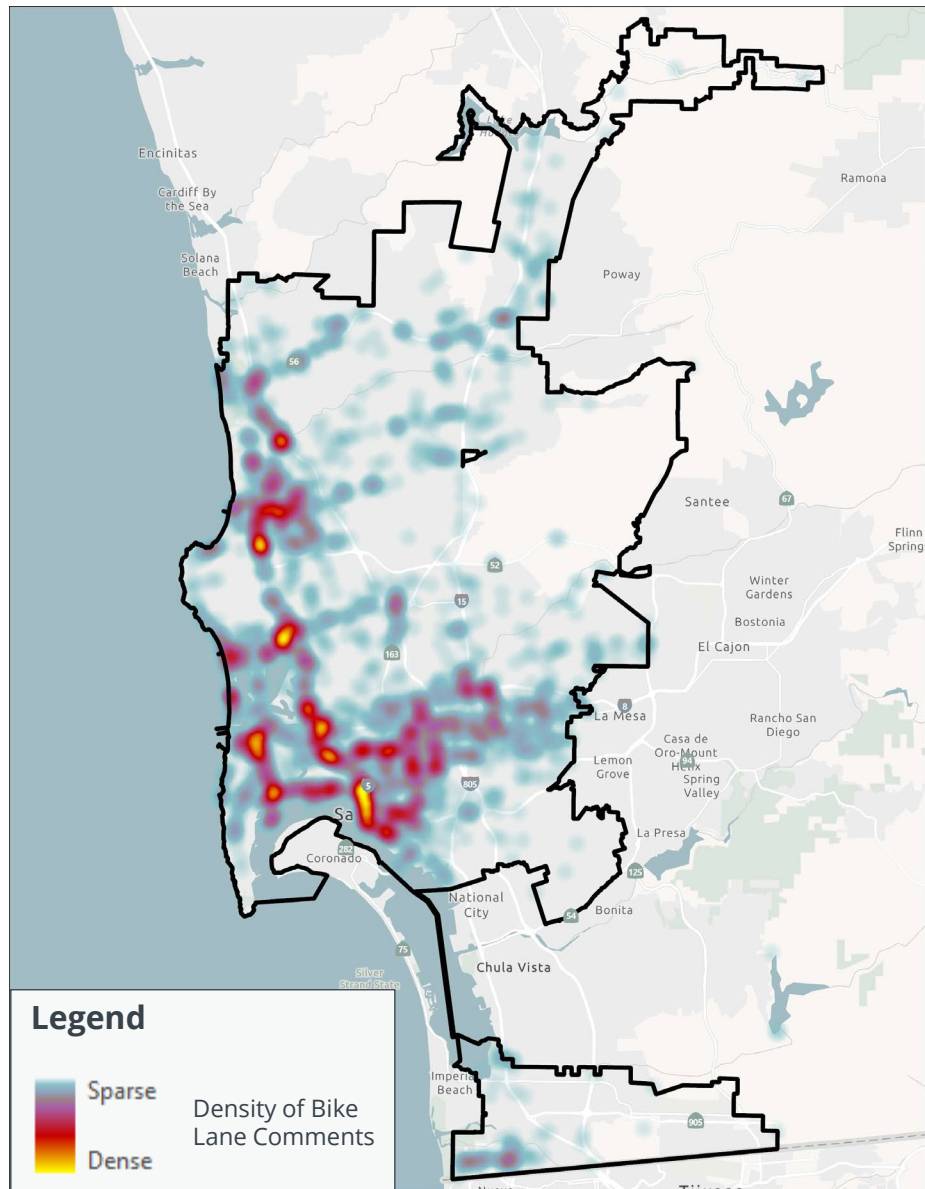 Encinitas
Cardiff By
the Sea
Solana
Beach
Lake
Ramona
Poway
56
Santee
67
Flinn
Springs
52
Winter
Gardens
15
Bostonia
El Cajon
163
8
La Mesa
Rancho San
Diego
Casa de
Oro-Mount
Helix
94
Lemon
Grove
Spring
Valley
5
805
Sa
La Presa
282
Coronado
125
National
City
54
Bonita
75
Chula Vista
Silver
Strand State
Imperial
Beach
905
Legend
Sparse
Dense
Density of Bike
Lane Comments